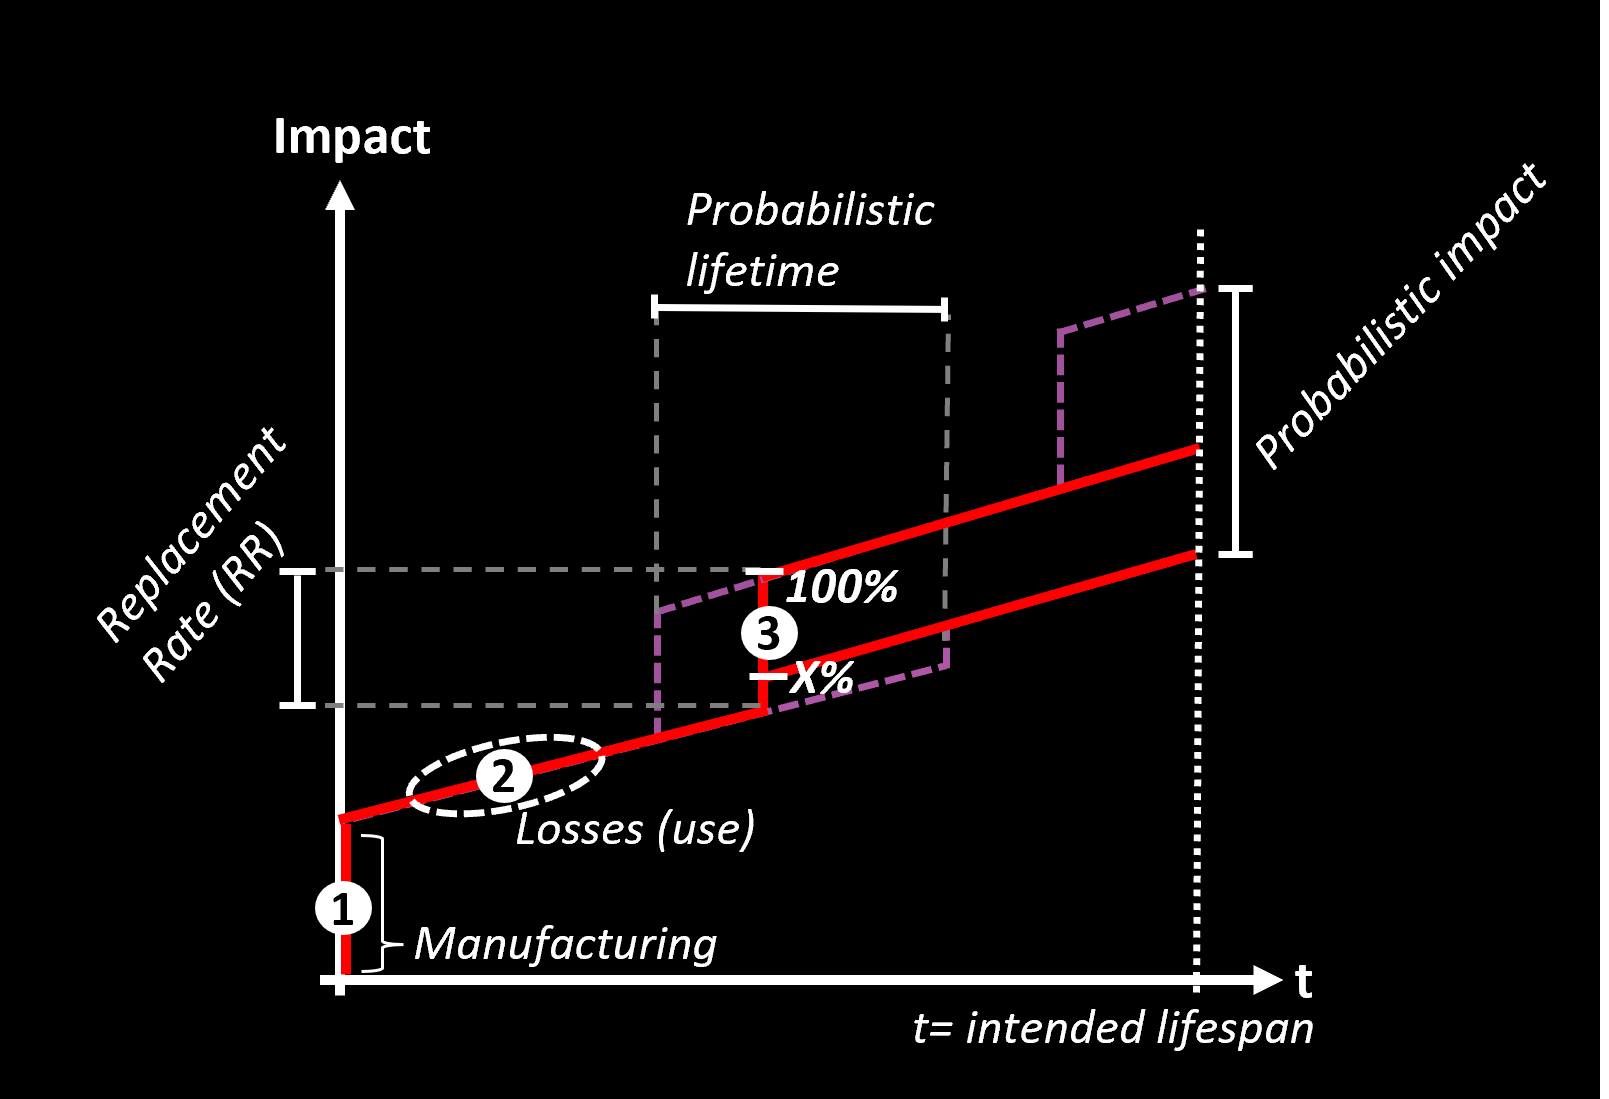 Impact
Probabilistic
lifetime
Probabilistic impact
Replacement
Rate (RR)
100%
3
X%
2
Losses (use)
1
Manufacturing
t
t= intended lifespan